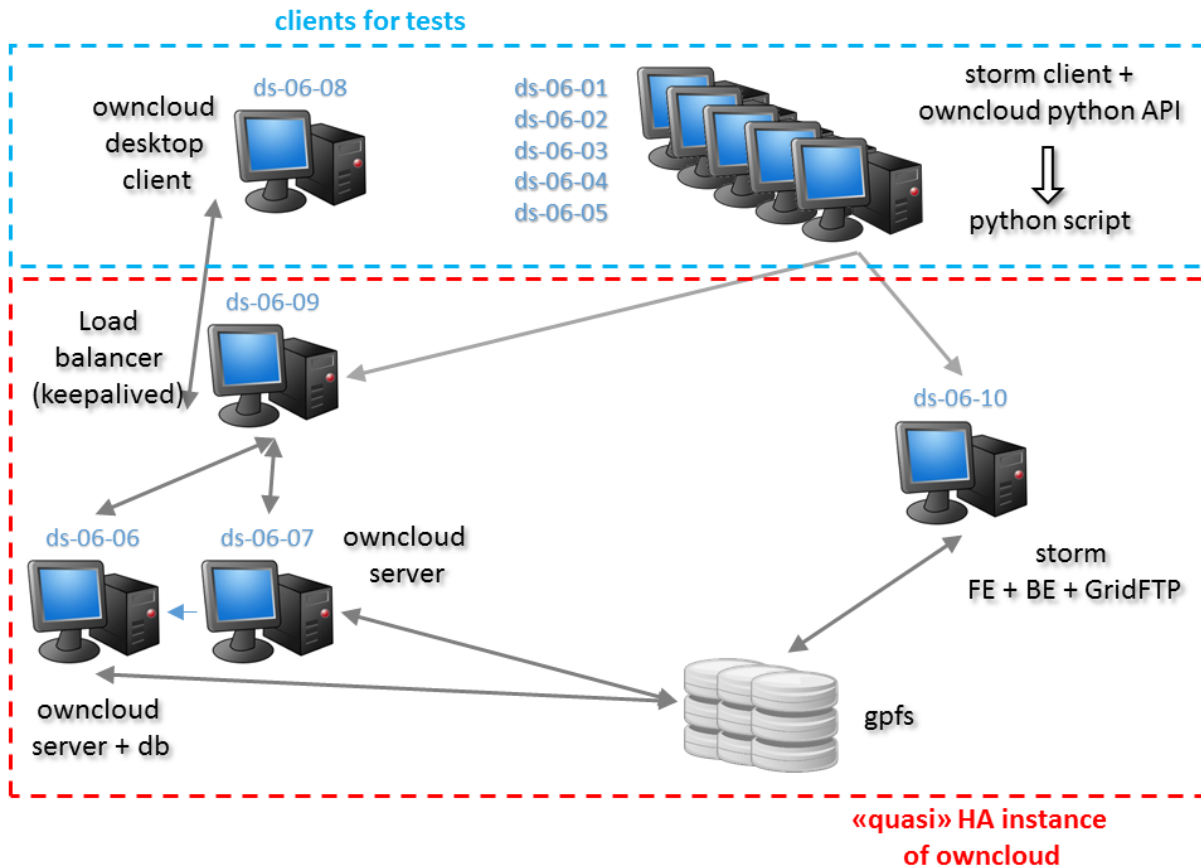 clients for tests
ds-06-08
owncloud
desktop
client
ds-06-01
ds-06-02
ds-06-03
ds-06-04
ds-06-05
storm client +
owncloud python API
python script
ds-06-09
Load
balancer
(keepalived)
ds-06-10
ds-06-06
ds-06-07
owncloud
server
storm
FE + BE + GridFTP
owncloud
server + db
gpfs
«quasi» HA instance
of owncloud